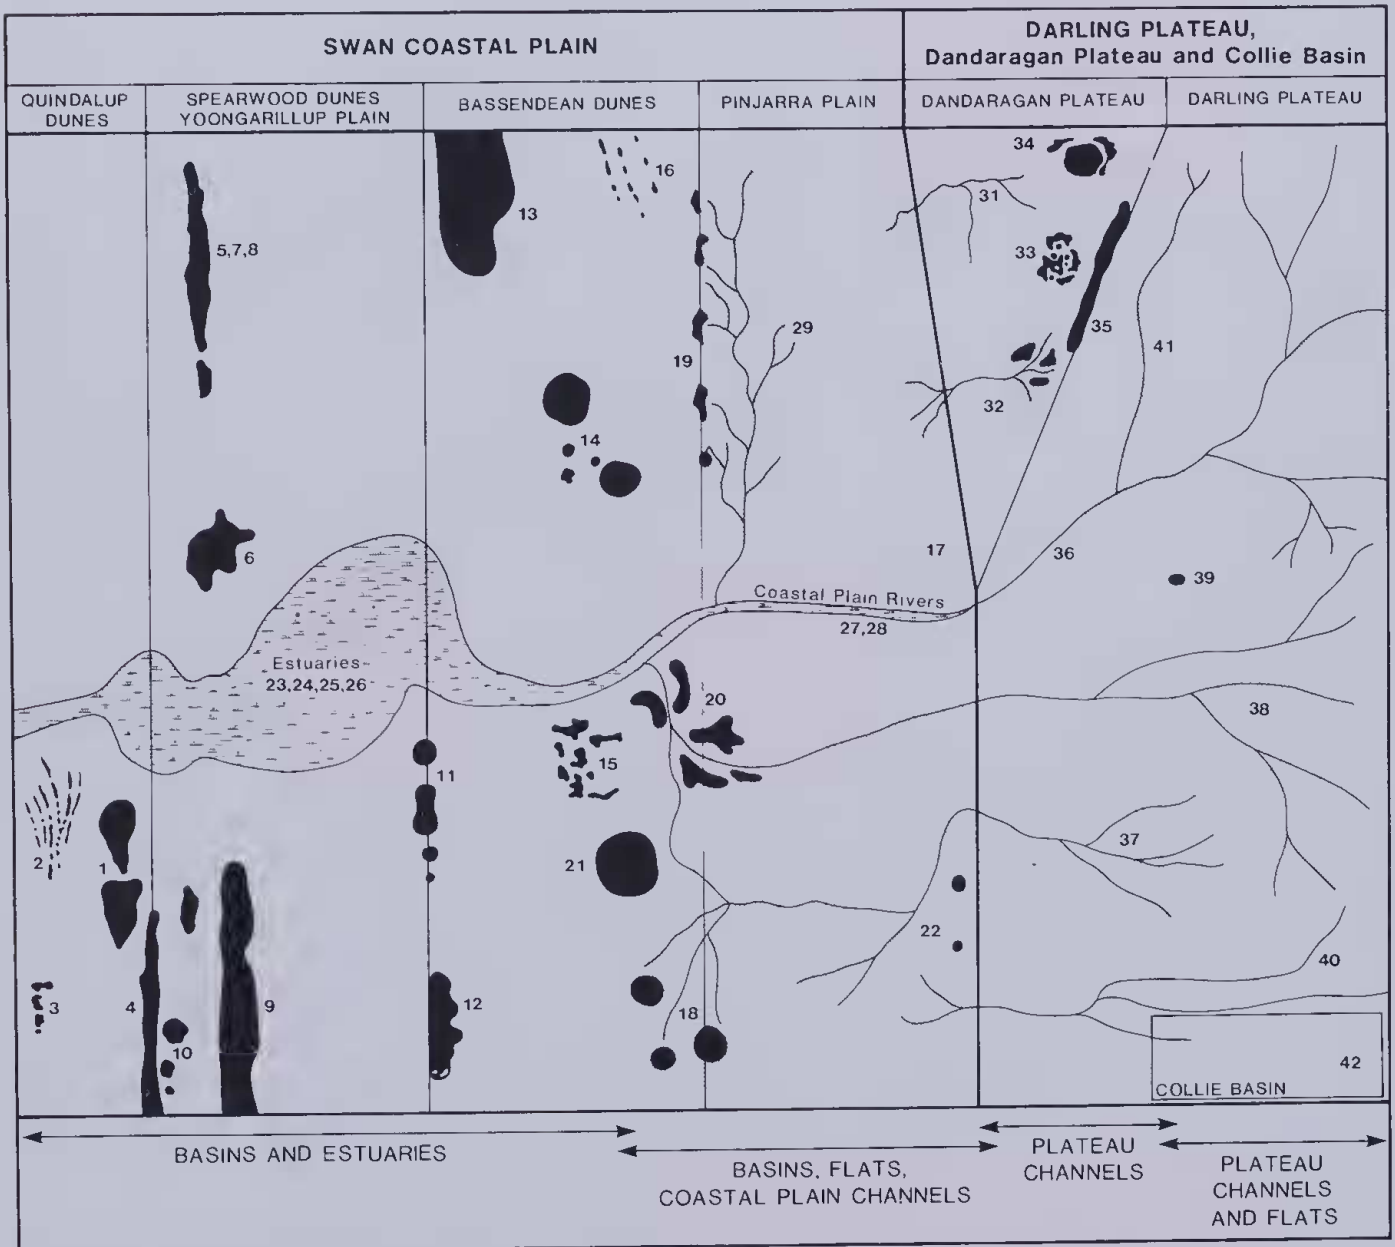 SWAN COASTAL PLAIN
DARLING PLATEAU,
Dandaragan Plateau and Collie Basin
QUINDALUP
DUNES
SPEARWOOD DUNES
YOONGARILLUP PLAIN
BASSENDEAN DUNES
PINJARRA PLAIN
DANDARAGAN PLATEAU
DARLING PLATEAU
34
16
31
13
5,7,8
33
29
35
19
41
32
14
17
36
6
39
Coastal Plain Rivers
27,28
Estuaries
23,24,25,26
20
38
11
15
37
2
1
21
22
40
3
4
9
12
18
10
42
COLLIE BASIN
BASINS AND ESTUARIES
BASINS, FLATS,
COASTAL PLAIN CHANNELS
PLATEAU
CHANNELS
PLATEAU
CHANNELS
AND FLATS